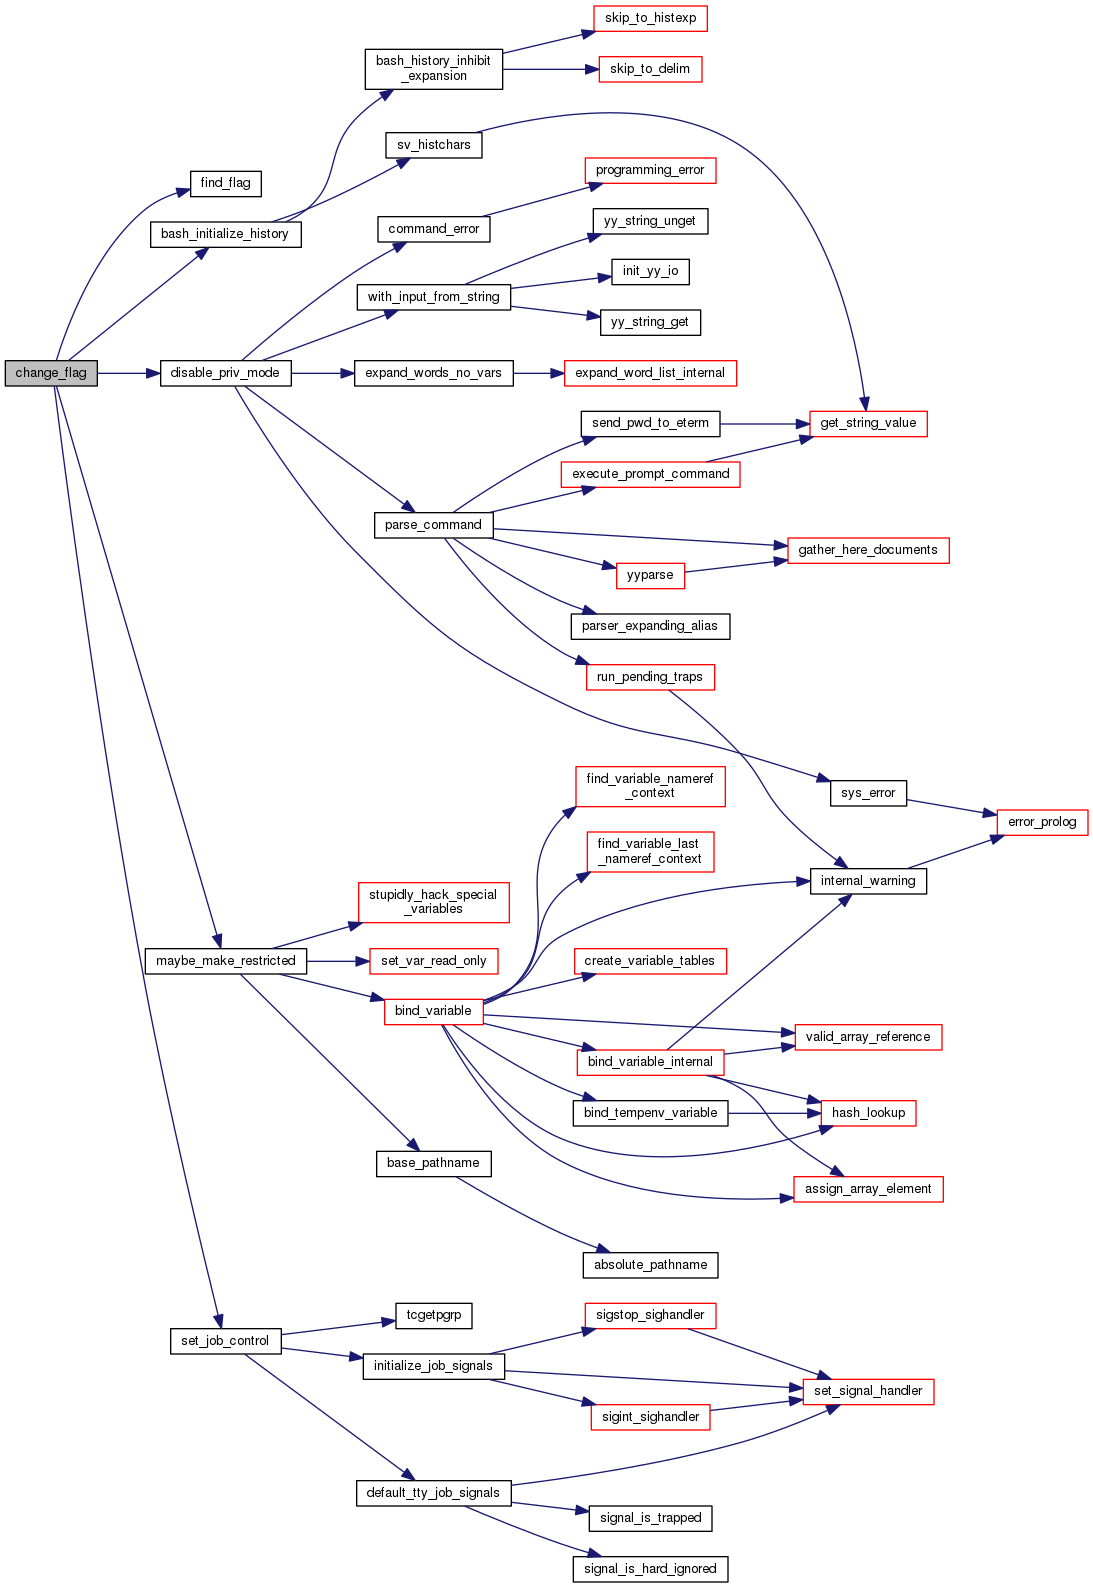 skip_to_histexp
bash_history_inhibit
_expansion
skip_to_delim
sv_histchars
programming_error
find_flag
yy_string_unget
command_error
bash_initialize_history
init_yy_io
with_input_from_string
yy_string_get
change_flag
disable_priv_mode
expand_words_no_vars
expand_word_list_internal
send_pwd_to_eterm
get_string_value
execute_prompt_command
parse_command
gather_here_documents
yyparse
parser_expanding_alias
run_pending_traps
find_variable_nameref
_context
sys_error
error_prolog
find_variable_last
_nameref_context
internal_warning
stupidly_hack_special
_variables
maybe_make_restricted
set_var_read_only
create_variable_tables
bind_variable
valid_array_reference
bind_variable_internal
bind_tempenv_variable
hash_lookup
base_pathname
assign_array_element
absolute_pathname
tcgetpgrp
sigstop_sighandler
set_job_control
initialize_job_signals
set_signal_handler
sigint_sighandler
default_tty_job_signals
signal_is_trapped
signal_is_hard_ignored